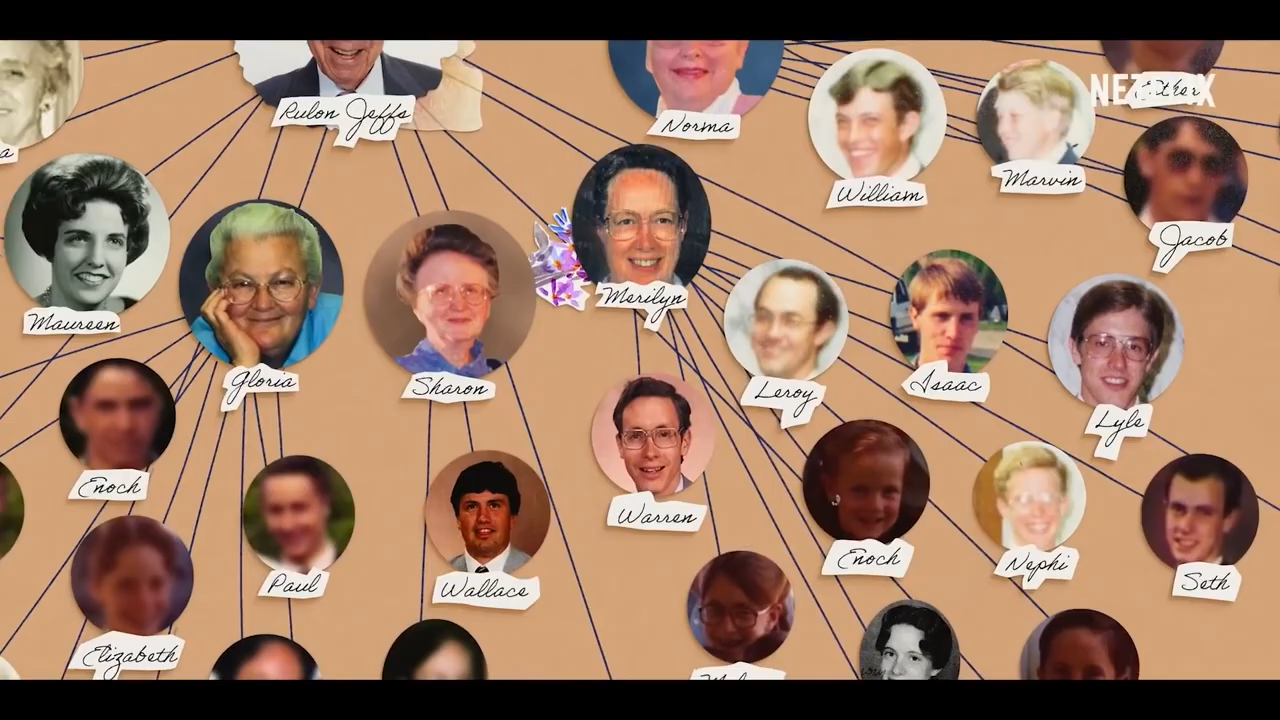 Rulon Jeffs
Norma
NETFLIX
William
Marvin
Jacob
Maureen
Merilyn
Gloria
Sharon
Leroy
Isaac
Lyle
Enoch
Warren
Paul
Wallace
Enoch
Nephi
Seth
Elizabeth